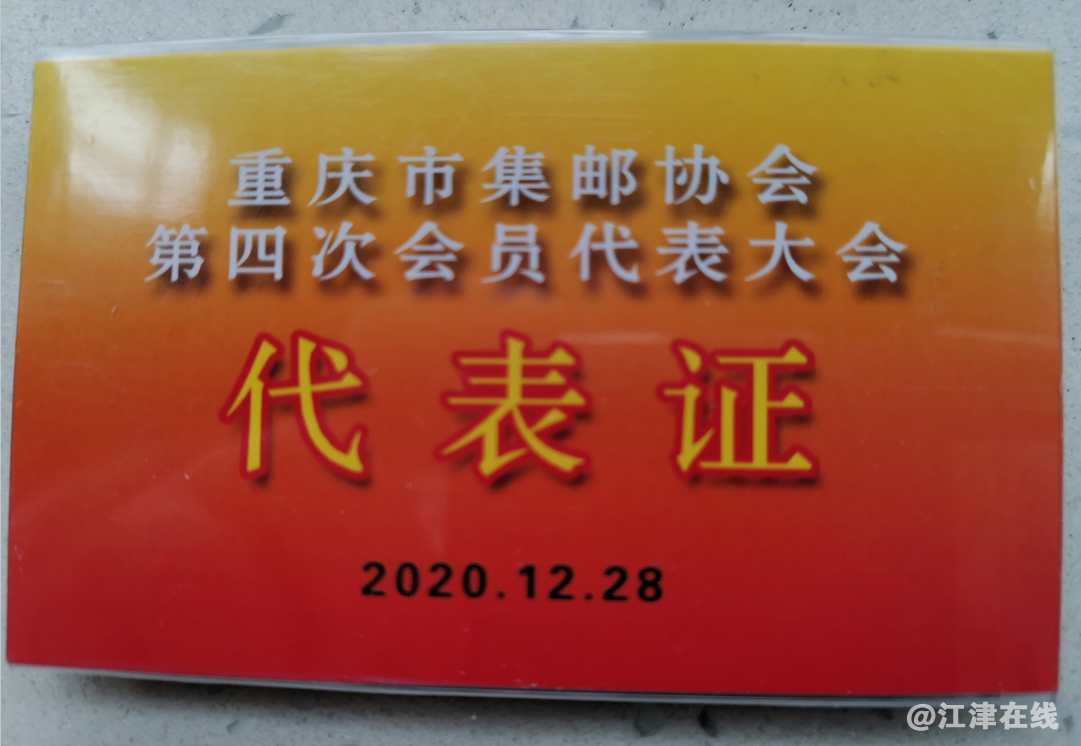 重庆市集邮协会
第四次会员代表大会
代表证
2020.12.28
@江津在线